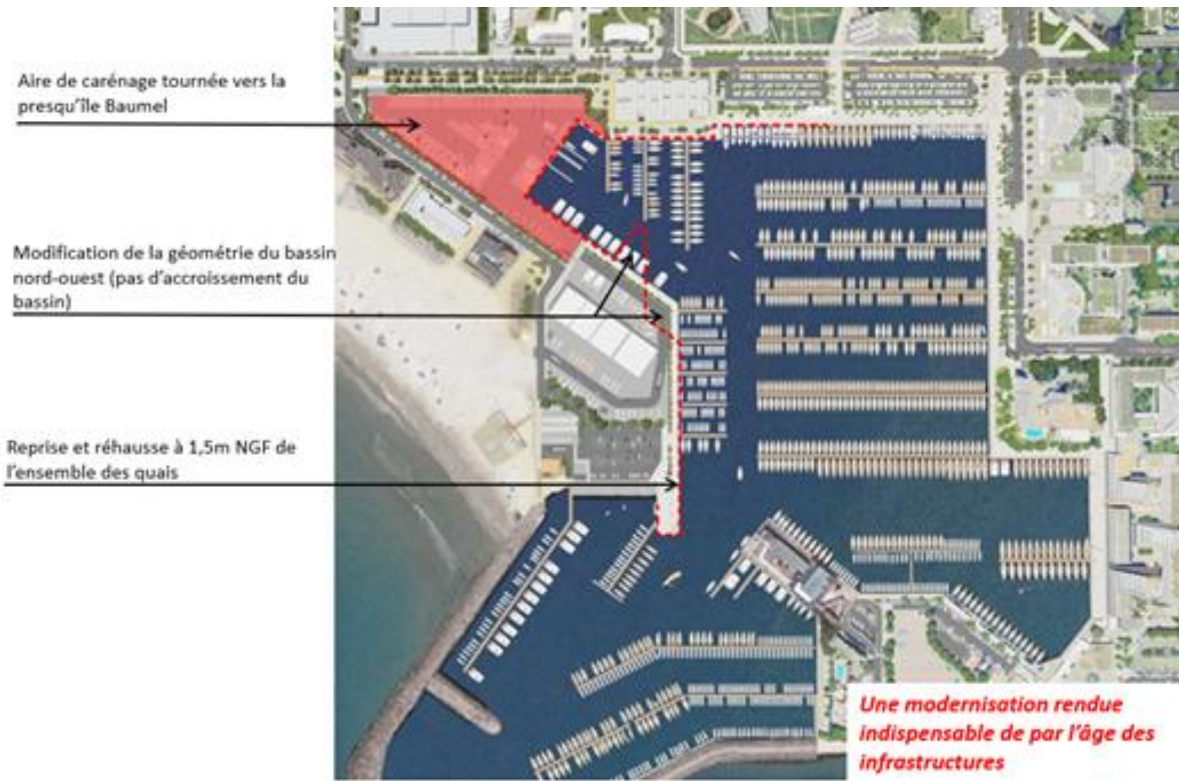 Aire de carénage tournée vers la
presqu'île Baumel
Modification de la géométrie du bassin
nord-ouest (pas d'accroissement du
bassin)
Reprise et réhausse à 1,5m NGF de
l'ensemble des quais
Une modernisation rendue
indispensable de par l'âge des
infrastructures